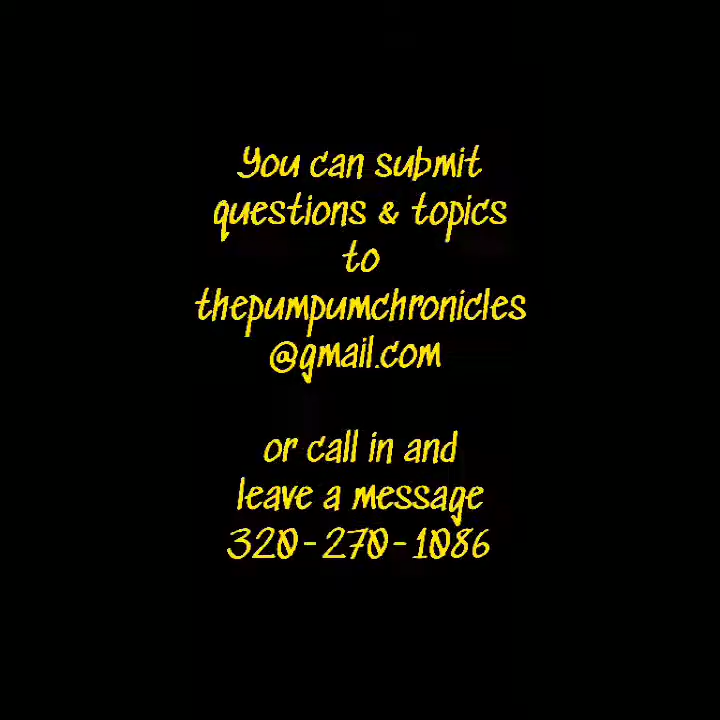 You can submit
questions & topics
to
thepumpumchronicles
@gmail.com
or call in and
leave a message
320-270-1086